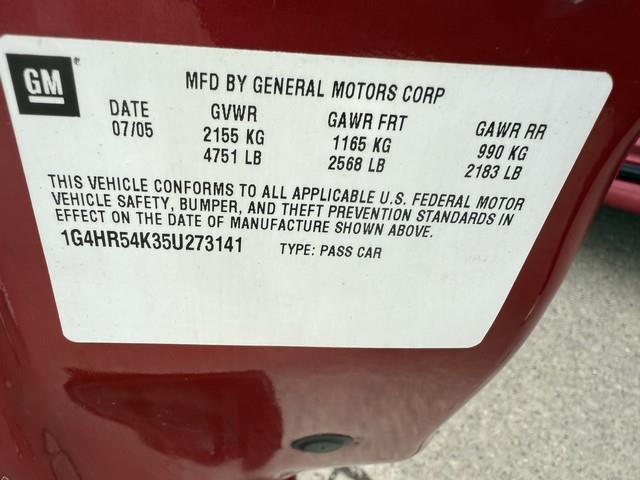 GM
MFD BY GENERAL MOTORS CORP
DATE GVWR GAWR FRT GAWR RR
07/05 2155 KG 1165 KG 990 KG
4751 LB 2568 LB 2183 LB
THIS VEHICLE CONFORMS TO ALL APPLICABLE U.S. FEDERAL MOTOR
VEHICLE SAFETY, BUMPER, AND THEFT PREVENTION STANDARDS IN
EFFECT ON THE DATE OF MANUFACTURE SHOWN ABOVE.
1G4HR54K35U273141 TYPE: PASS CAR